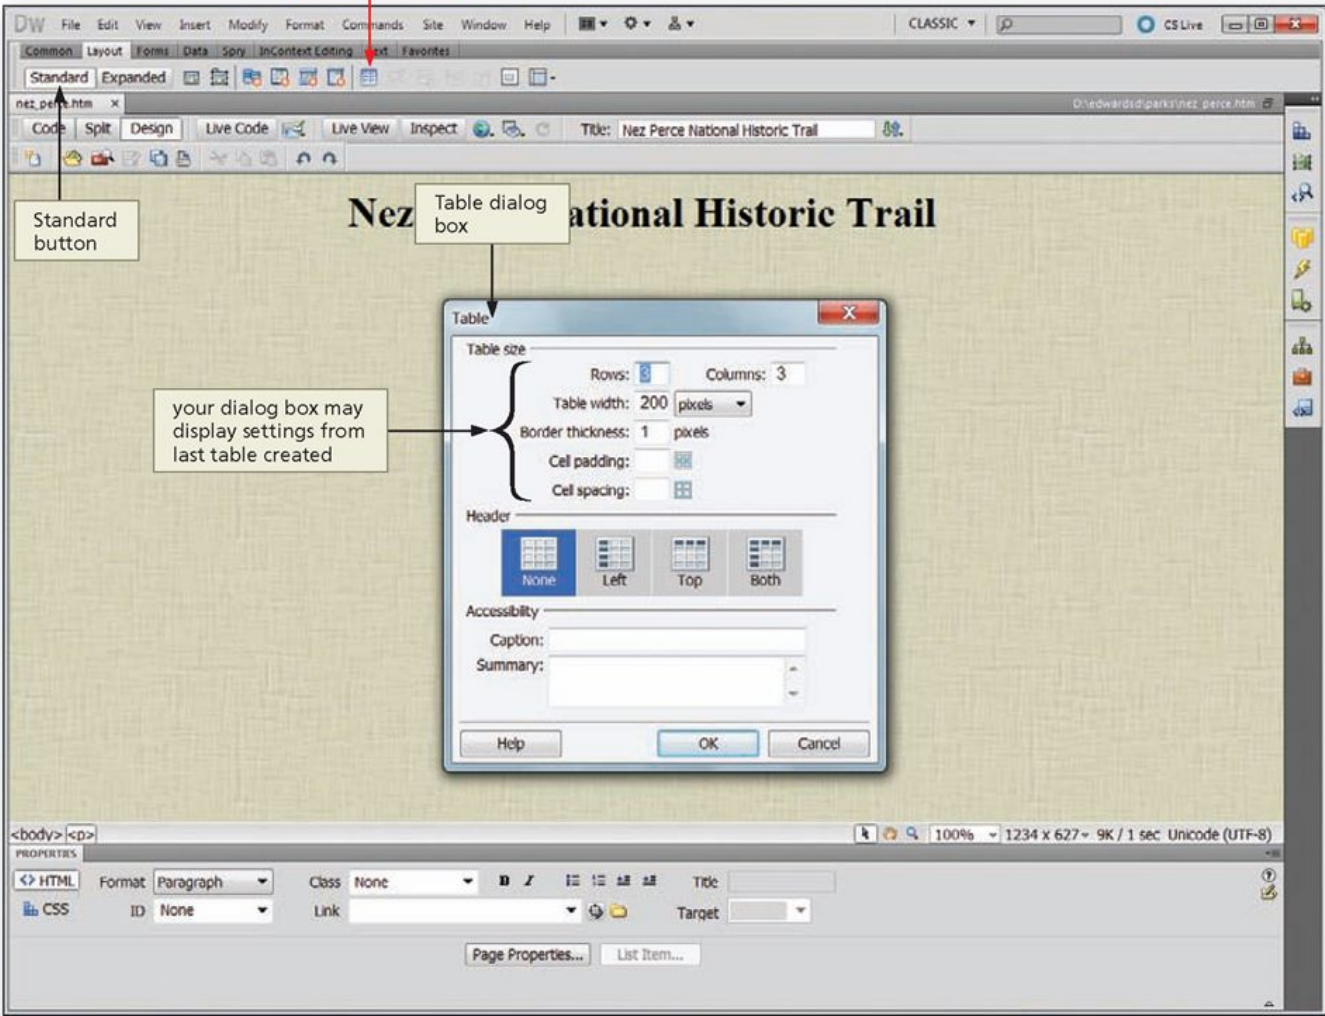 DW File Edit View Insert Modify Format Commands Site Window Help CLASSIC CS Live
Common Layout Forms Data Spry InContext Editing Text Favorites
Standard Expanded
nez_perce.htm × D:\edwardsd\parks\nez_perce.htm
Code Split Design Live Code Live View Inspect Title: Nez Perce National Historic Trail
Nez ational Historic Trail
Standard
button
Table dialog
box
Table
Table size
Rows: 3 Columns: 3
Table width: 200 pixels
Border thickness: 1 pixels
Cell padding:
Cell spacing:
your dialog box may
display settings from
last table created
Header
None Left Top Both
Accessibility
Caption:
Summary:
Help OK Cancel
<body> <p> 100% 1234 x 627 9K / 1 sec Unicode (UTF-8)
PROPERTIES
<> HTML Format Paragraph Class None B I Title
CSS ID None Link Target
Page Properties... List Item...